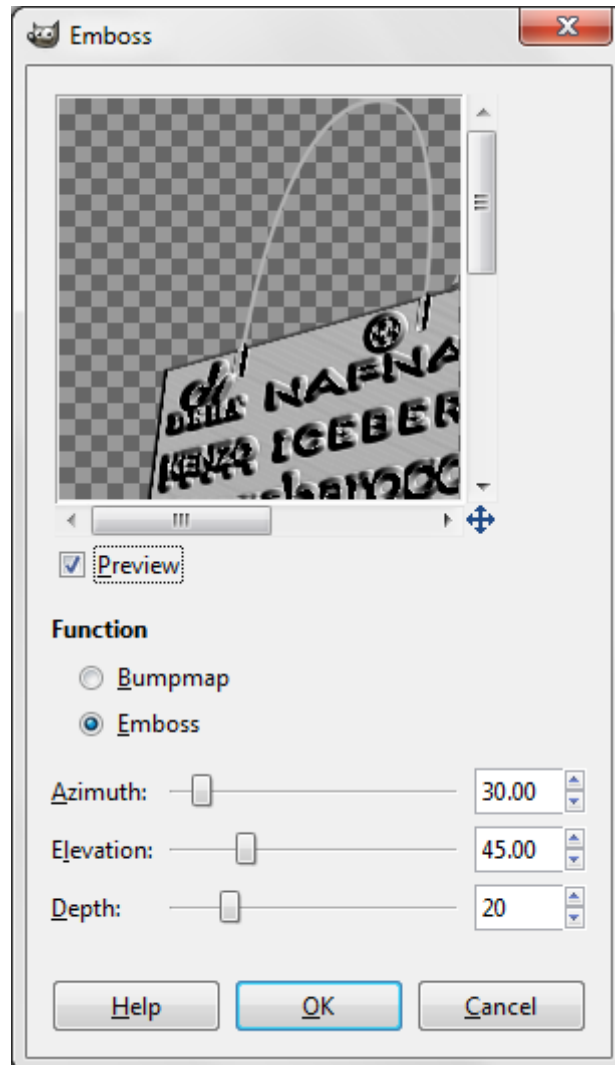 Emboss
NAFNA
KENZO ICEBER
Preview
Function
Bumpmap
Emboss
Azimuth: 30.00
Elevation: 45.00
Depth: 20
Help OK Cancel